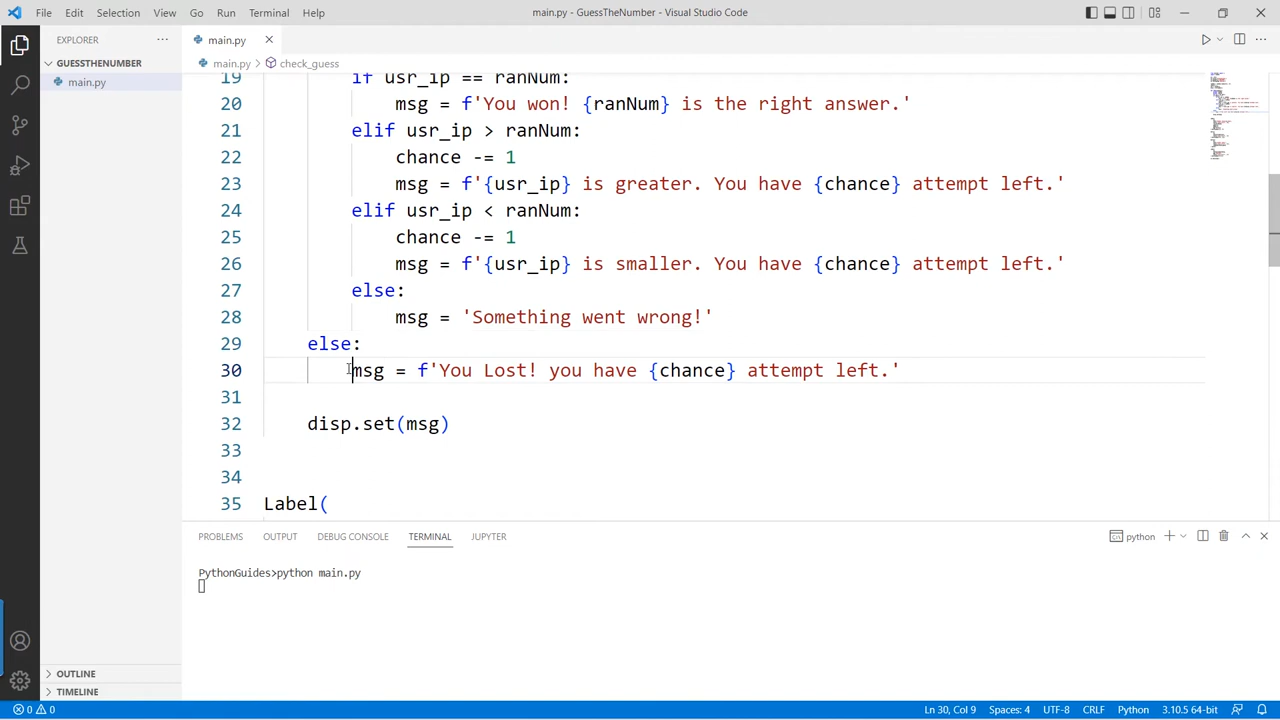 File Edit Selection View Go Run Terminal Help main.py - GuessTheNumber - Visual Studio Code
EXPLORER ···
GUESSTHENUMBER
main.py
OUTLINE
TIMELINE
main.py
main.py > check_guess
19 if usr_ip == ranNum:
20 msg = f'You won! {ranNum} is the right answer.'
21 elif usr_ip > ranNum:
22 chance -= 1
23 msg = f'{usr_ip} is greater. You have {chance} attempt left.'
24 elif usr_ip < ranNum:
25 chance -= 1
26 msg = f'{usr_ip} is smaller. You have {chance} attempt left.'
27 else:
28 msg = 'Something went wrong!'
29 else:
30 msg = f'You Lost! you have {chance} attempt left.'
31
32 disp.set(msg)
33
34
35 Label(
PROBLEMS OUTPUT DEBUG CONSOLE TERMINAL JUPYTER python
PythonGuides>python main.py
0 0 Ln 30, Col 9 Spaces: 4 UTF-8 CRLF Python 3.10.5 64-bit